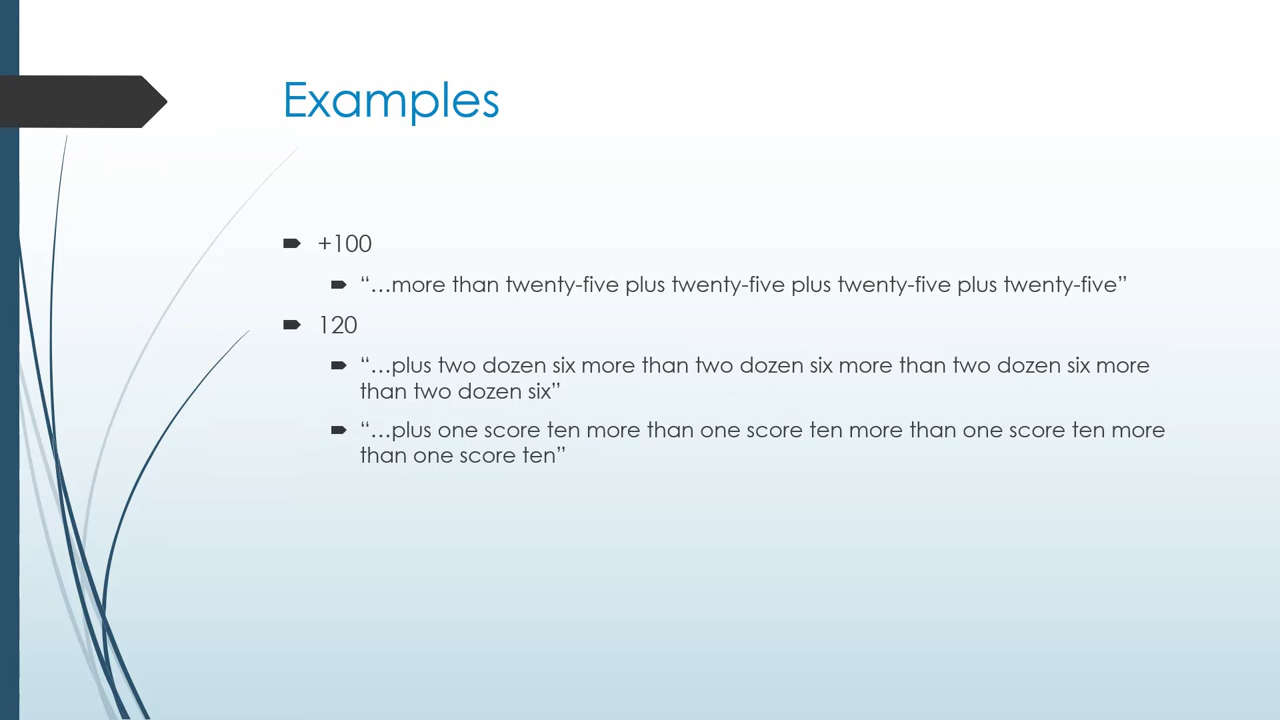 Examples
+100
“…more than twenty-five plus twenty-five plus twenty-five plus twenty-five”
120
“…plus two dozen six more than two dozen six more than two dozen six more
than two dozen six”
“…plus one score ten more than one score ten more than one score ten more
than one score ten”